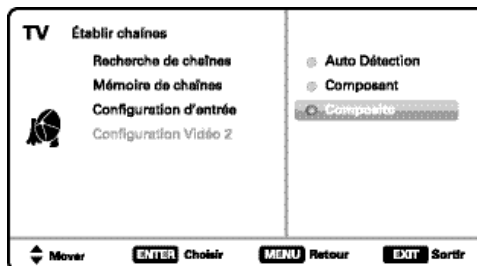 TV Établir chaînes
Recherche de chaînes
Mémoire de chaînes
Configuration d'entrée
Configuration Vidéo 2
Auto Détection
Composant
Composite
Mover ENTER Choisir MENU Retour EXIT Sortir